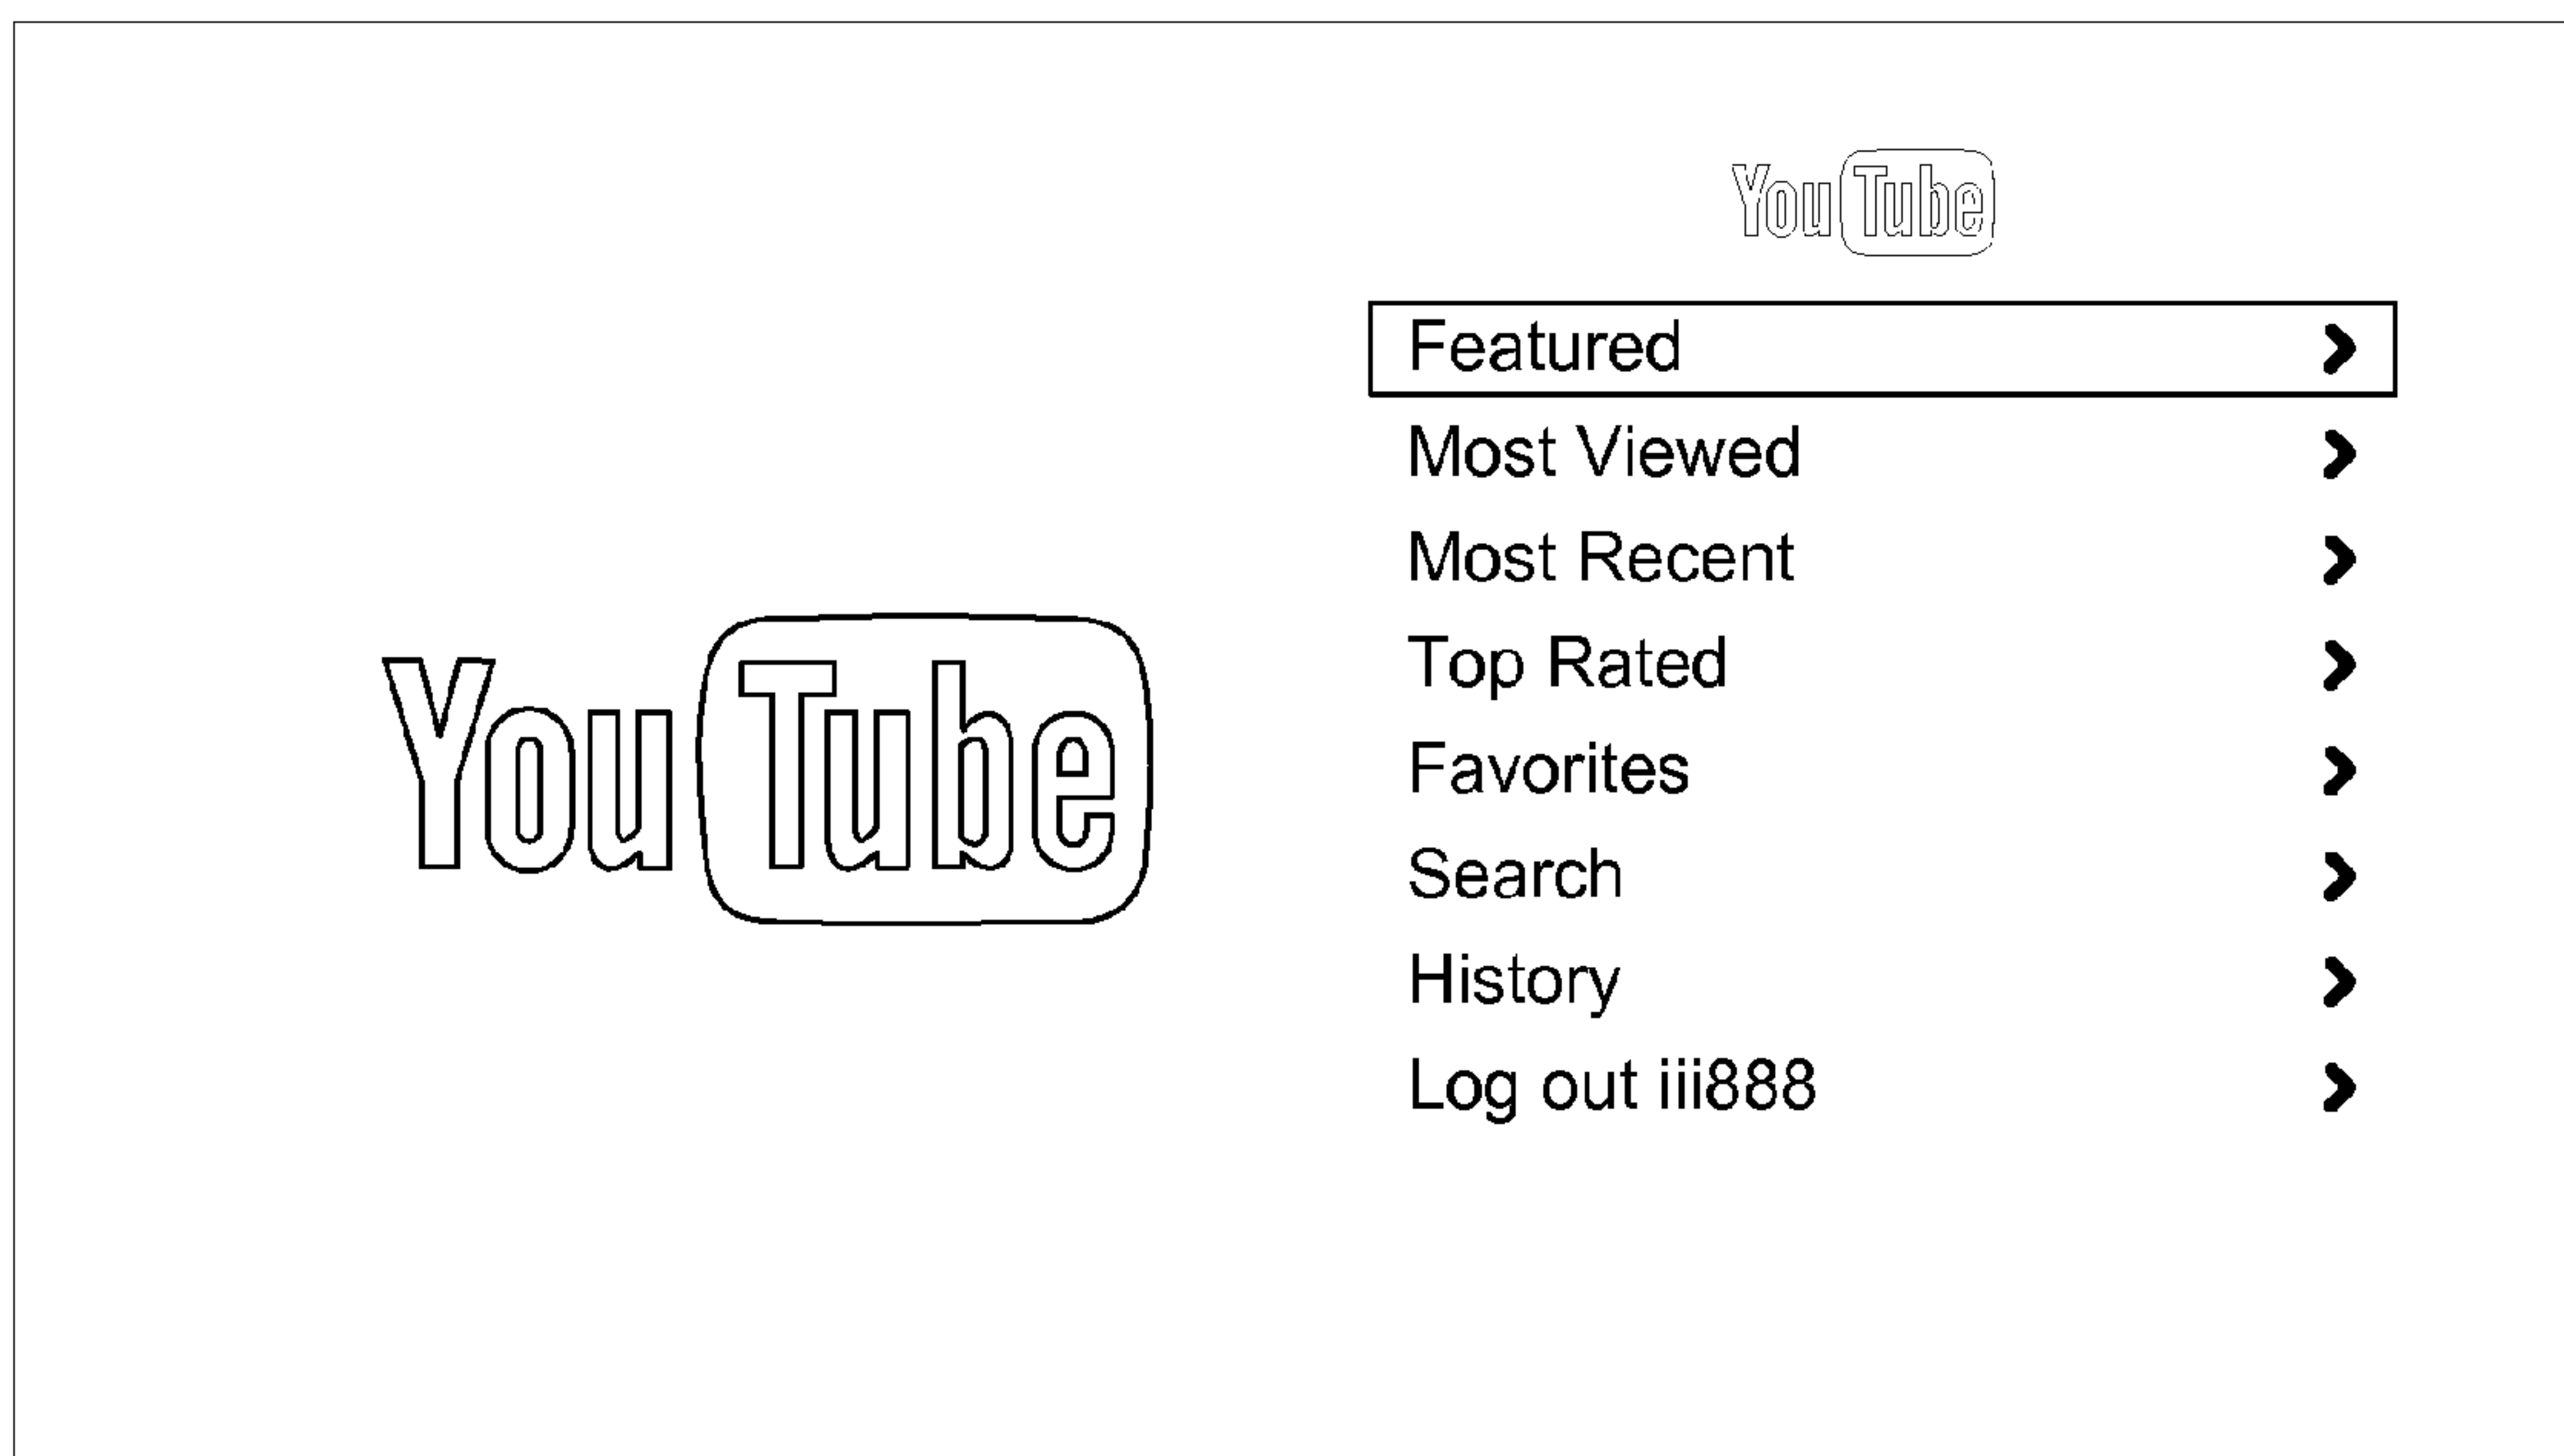 YouTube
YouTube
Featured
Most Viewed
Most Recent
Top Rated
Favorites
Search
History
Log out iii888